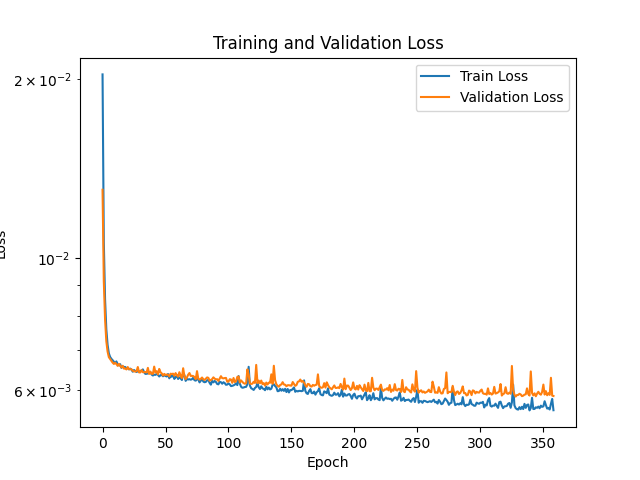 Training and Validation Loss
Train Loss
Validation Loss
2 × 10⁻²
10⁻²
6 × 10⁻³
Loss
0 50 100 150 200 250 300 350
Epoch